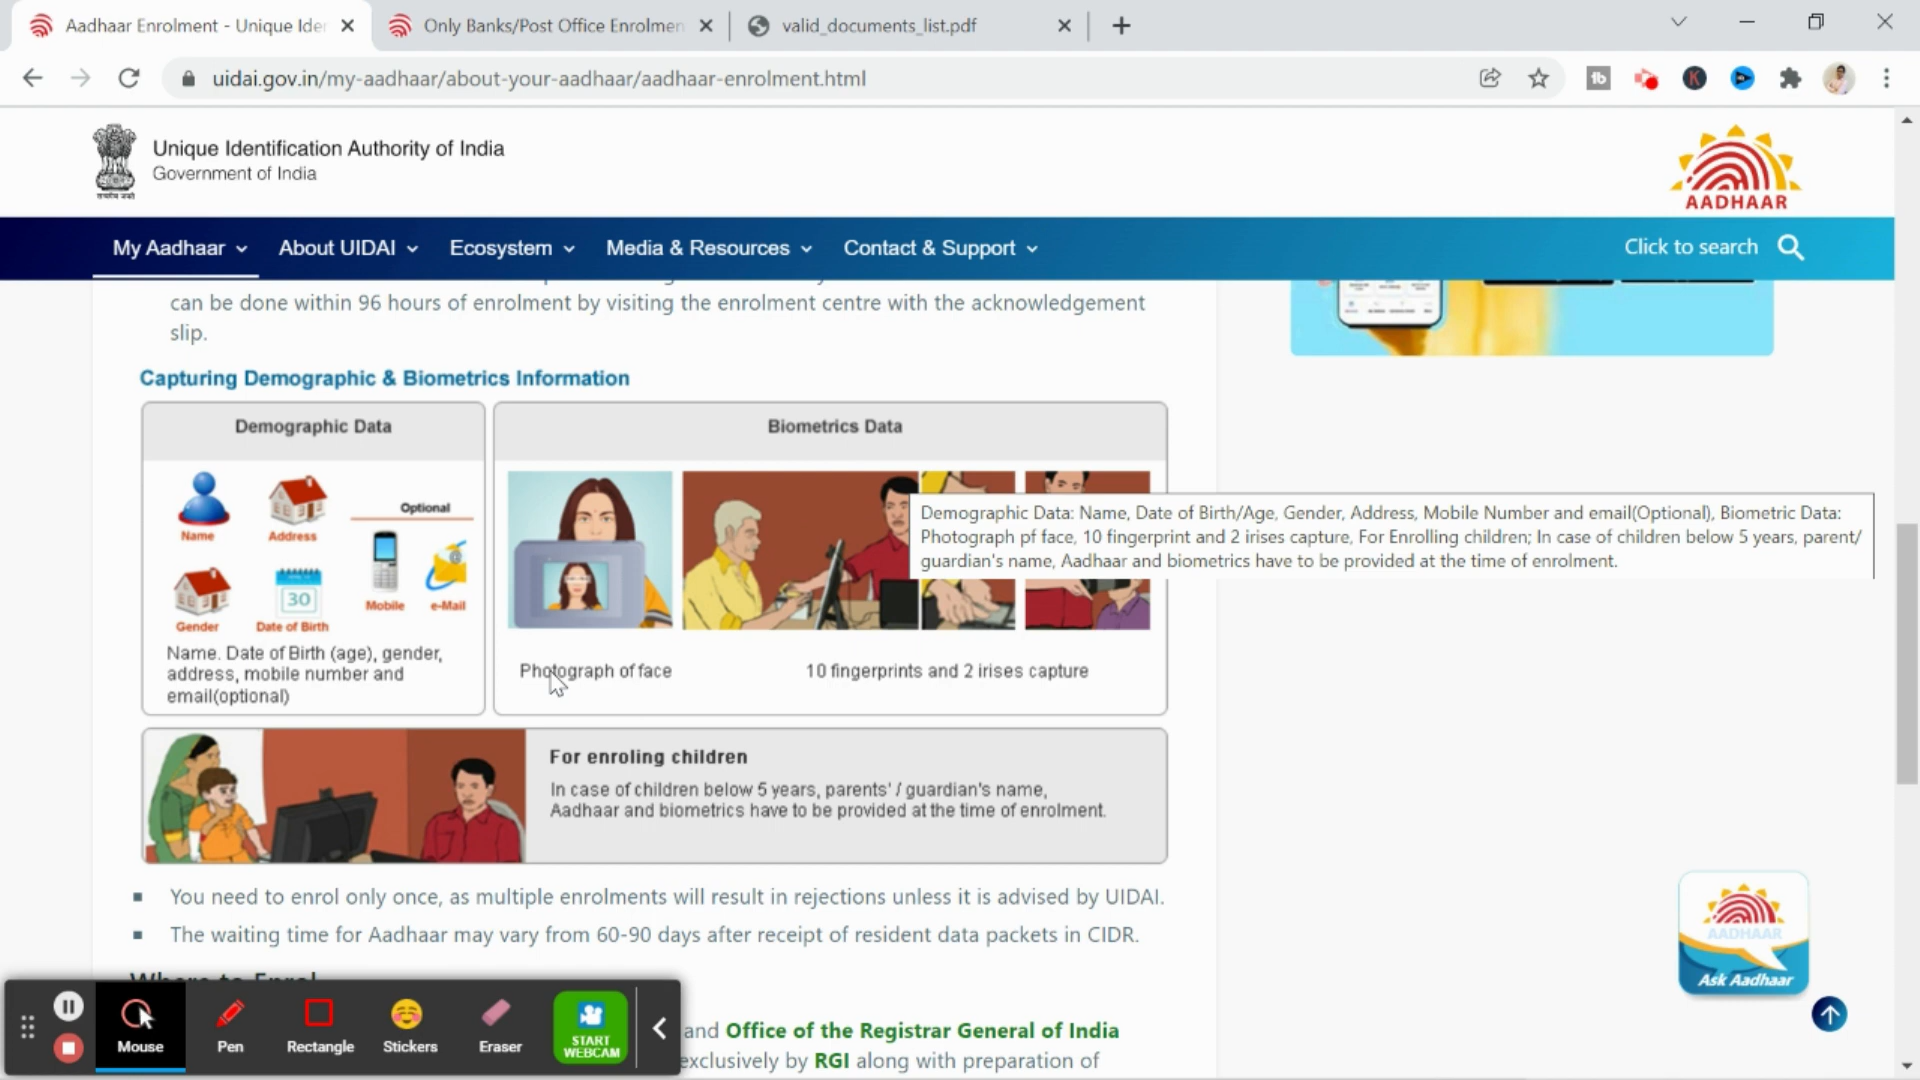 Aadhaar Enrolment - Unique Iden
Only Banks/Post Office Enrolmen
valid_documents_list.pdf
uidai.gov.in/my-aadhaar/about-your-aadhaar/aadhaar-enrolment.html
Unique Identification Authority of India
Government of India
AADHAAR
My Aadhaar
About UIDAI
Ecosystem
Media & Resources
Contact & Support
Click to search
can be done within 96 hours of enrolment by visiting the enrolment centre with the acknowledgement
slip.
Capturing Demographic & Biometrics Information
Demographic Data
Biometrics Data
Optional
Name
Address
30
Gender
Date of Birth
Mobile
e-Mail
Name. Date of Birth (age), gender,
address, mobile number and
email(optional)
Demographic Data: Name, Date of Birth/Age, Gender, Address, Mobile Number and email(Optional), Biometric Data:
Photograph pf face, 10 fingerprint and 2 irises capture, For Enrolling children; In case of children below 5 years, parent/
guardian's name, Aadhaar and biometrics have to be provided at the time of enrolment.
Photograph of face
10 fingerprints and 2 irises capture
For enroling children
In case of children below 5 years, parents' / guardian's name,
Aadhaar and biometrics have to be provided at the time of enrolment.
You need to enrol only once, as multiple enrolments will result in rejections unless it is advised by UIDAI.
The waiting time for Aadhaar may vary from 60-90 days after receipt of resident data packets in CIDR.
Where to Enrol
and Office of the Registrar General of India
exclusively by RGI along with preparation of
AADHAAR
Ask Aadhaar
Mouse
Pen
Rectangle
Stickers
Eraser
START
WEBCAM